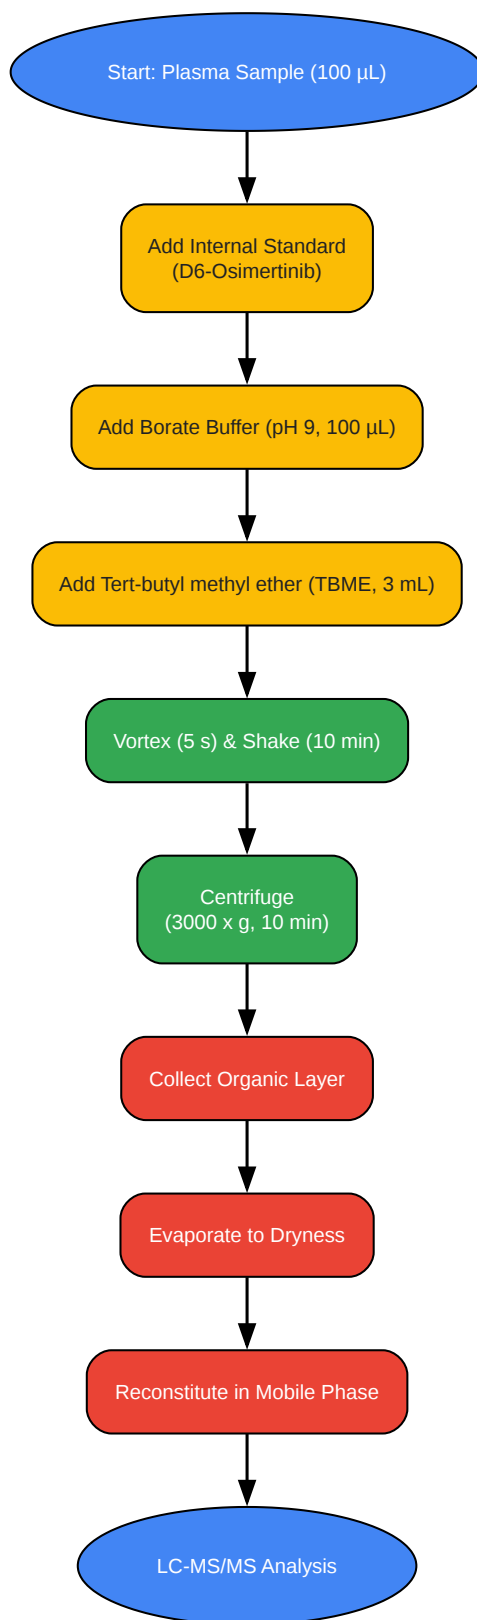 Start: Plasma Sample (100 µL)
Add Internal Standard
(D6-Osimertinib)
Add Borate Buffer (pH 9, 100 µL)
Add Tert-butyl methyl ether (TBME, 3 mL)
Vortex (5 s) & Shake (10 min)
Centrifuge
(3000 x g, 10 min)
Collect Organic Layer
Evaporate to Dryness
Reconstitute in Mobile Phase
LC-MS/MS Analysis